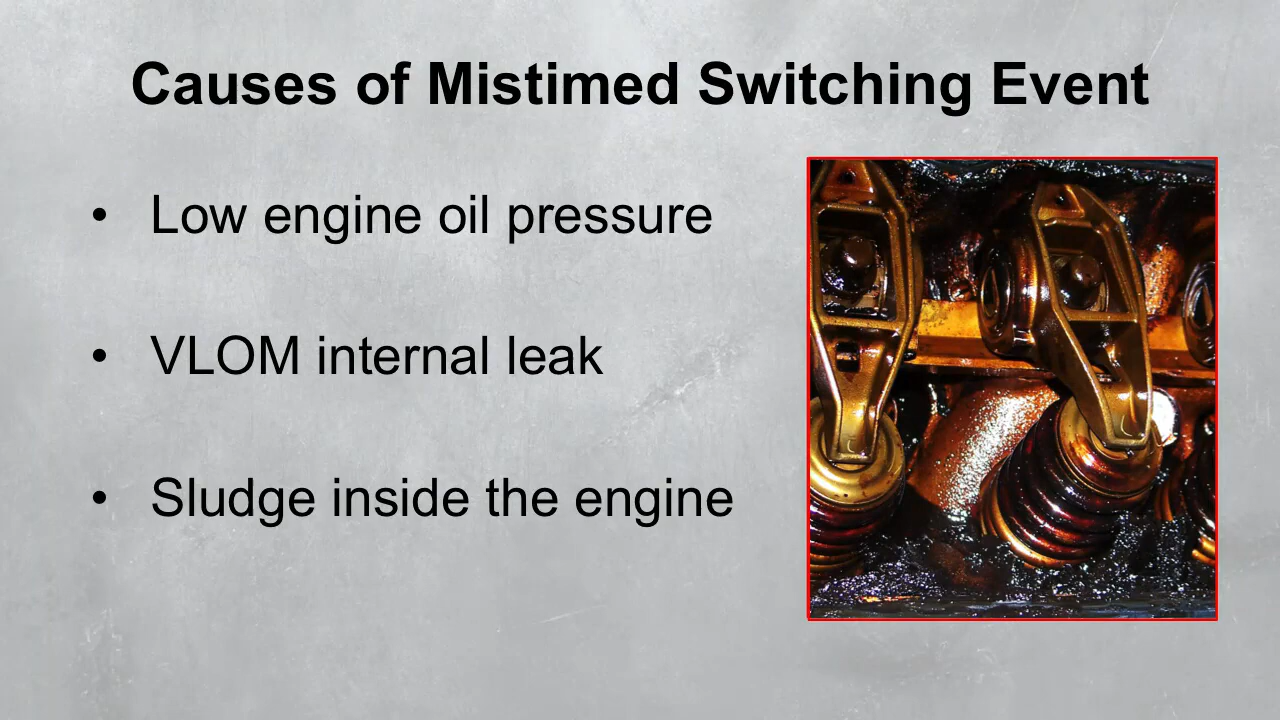 Causes of Mistimed Switching Event
• Low engine oil pressure
• VLOM internal leak
• Sludge inside the engine